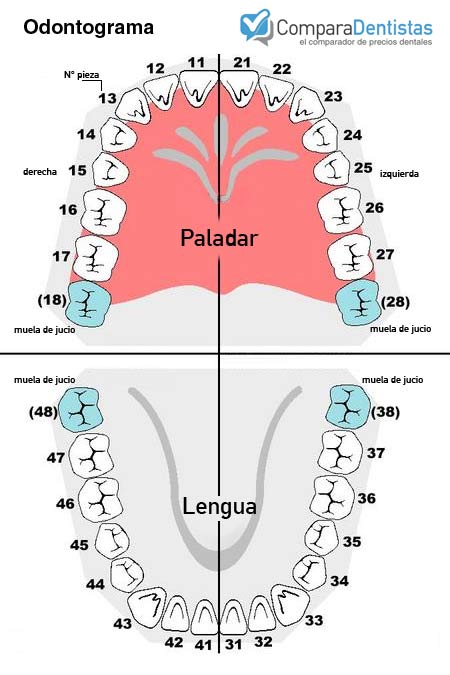 Odontograma
ComparaDentistas
el comparador de precios dentales
Nº pieza
11 21
12 22
13 23
14 24
derecha 15 25 izquierda
16 26
Paladar
17 27
(18) (28)
muela de jucio muela de jucio
muela de jucio muela de jucio
(48) (38)
47 37
46 36
Lengua
45 35
44 34
43 33
42 41 31 32